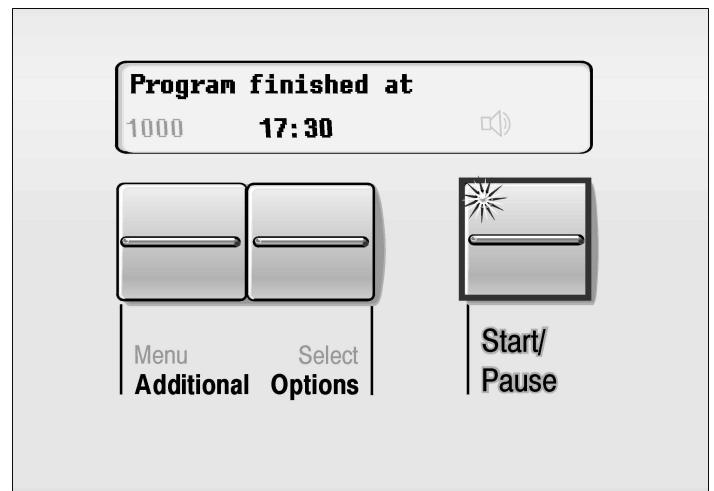 Program finished at
1000 17:30
Menu Select
Additional Options
Start/
Pause